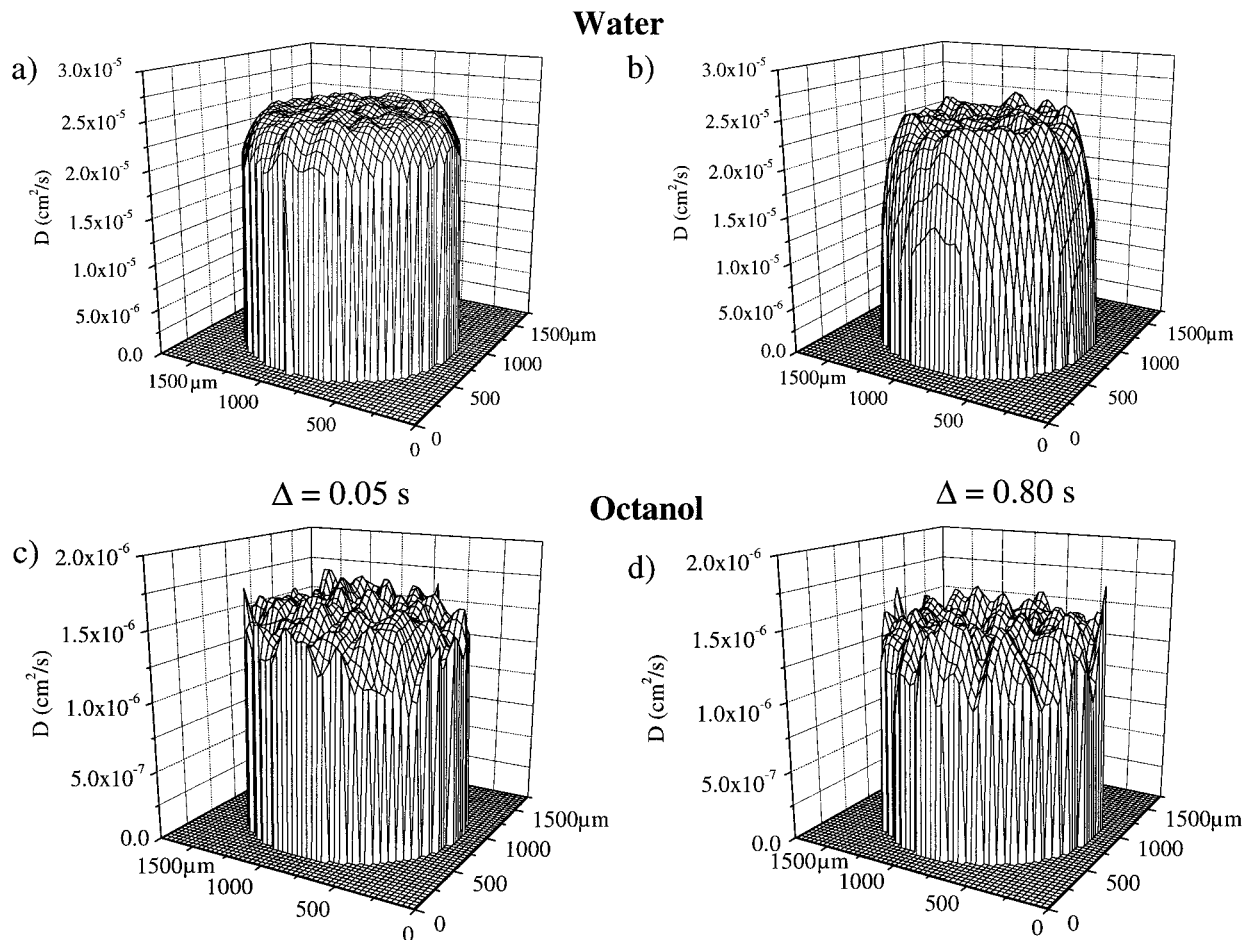 Water
a)
3.0x10⁻⁵
2.5x10⁻⁵
2.0x10⁻⁵
1.5x10⁻⁵
1.0x10⁻⁵
5.0x10⁻⁶
0.0
D (cm²/s)
1500µm
1000
500
0
0
500
1000
1500µm
b)
3.0x10⁻⁵
2.5x10⁻⁵
2.0x10⁻⁵
1.5x10⁻⁵
1.0x10⁻⁵
5.0x10⁻⁶
0.0
D (cm²/s)
1500µm
1000
500
0
0
500
1000
1500µm
Δ = 0.05 s
Δ = 0.80 s
Octanol
c)
2.0x10⁻⁶
1.5x10⁻⁶
1.0x10⁻⁶
5.0x10⁻⁷
0.0
D (cm²/s)
1500µm
1000
500
0
0
500
1000
1500µm
d)
2.0x10⁻⁶
1.5x10⁻⁶
1.0x10⁻⁶
5.0x10⁻⁷
0.0
D (cm²/s)
1500µm
1000
500
0
0
500
1000
1500µm